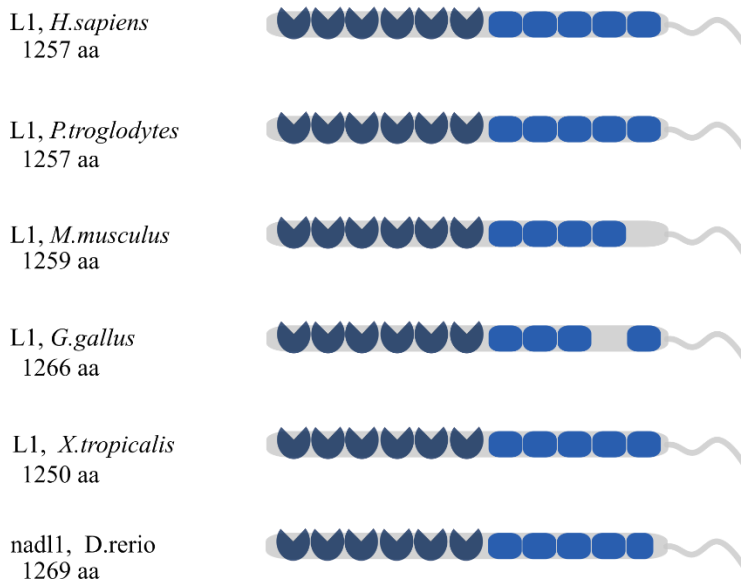 L1, H.sapiens
1257 aa
L1, P.troglodytes
1257 aa
L1, M.musculus
1259 aa
L1, G.gallus
1266 aa
L1, X.tropicalis
1250 aa
nadl1, D.rerio
1269 aa